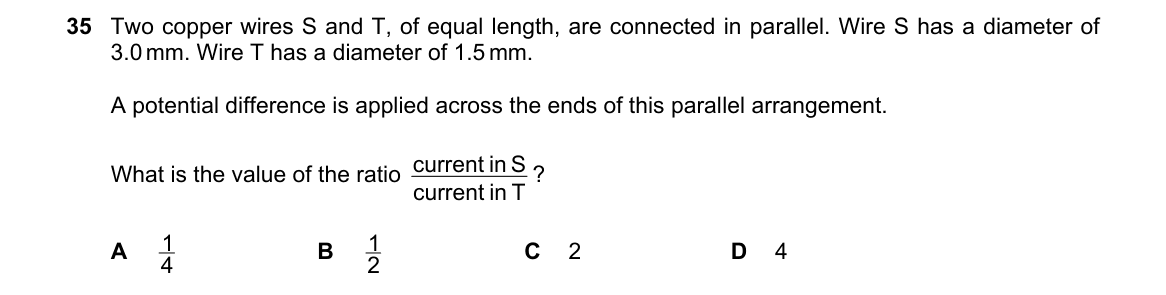 35 Two copper wires S and T, of equal length, are connected in parallel. Wire S has a diameter of
3.0 mm. Wire T has a diameter of 1.5 mm.
A potential difference is applied across the ends of this parallel arrangement.
What is the value of the ratio current in S / current in T ?
A 1/4 B 1/2 C 2 D 4